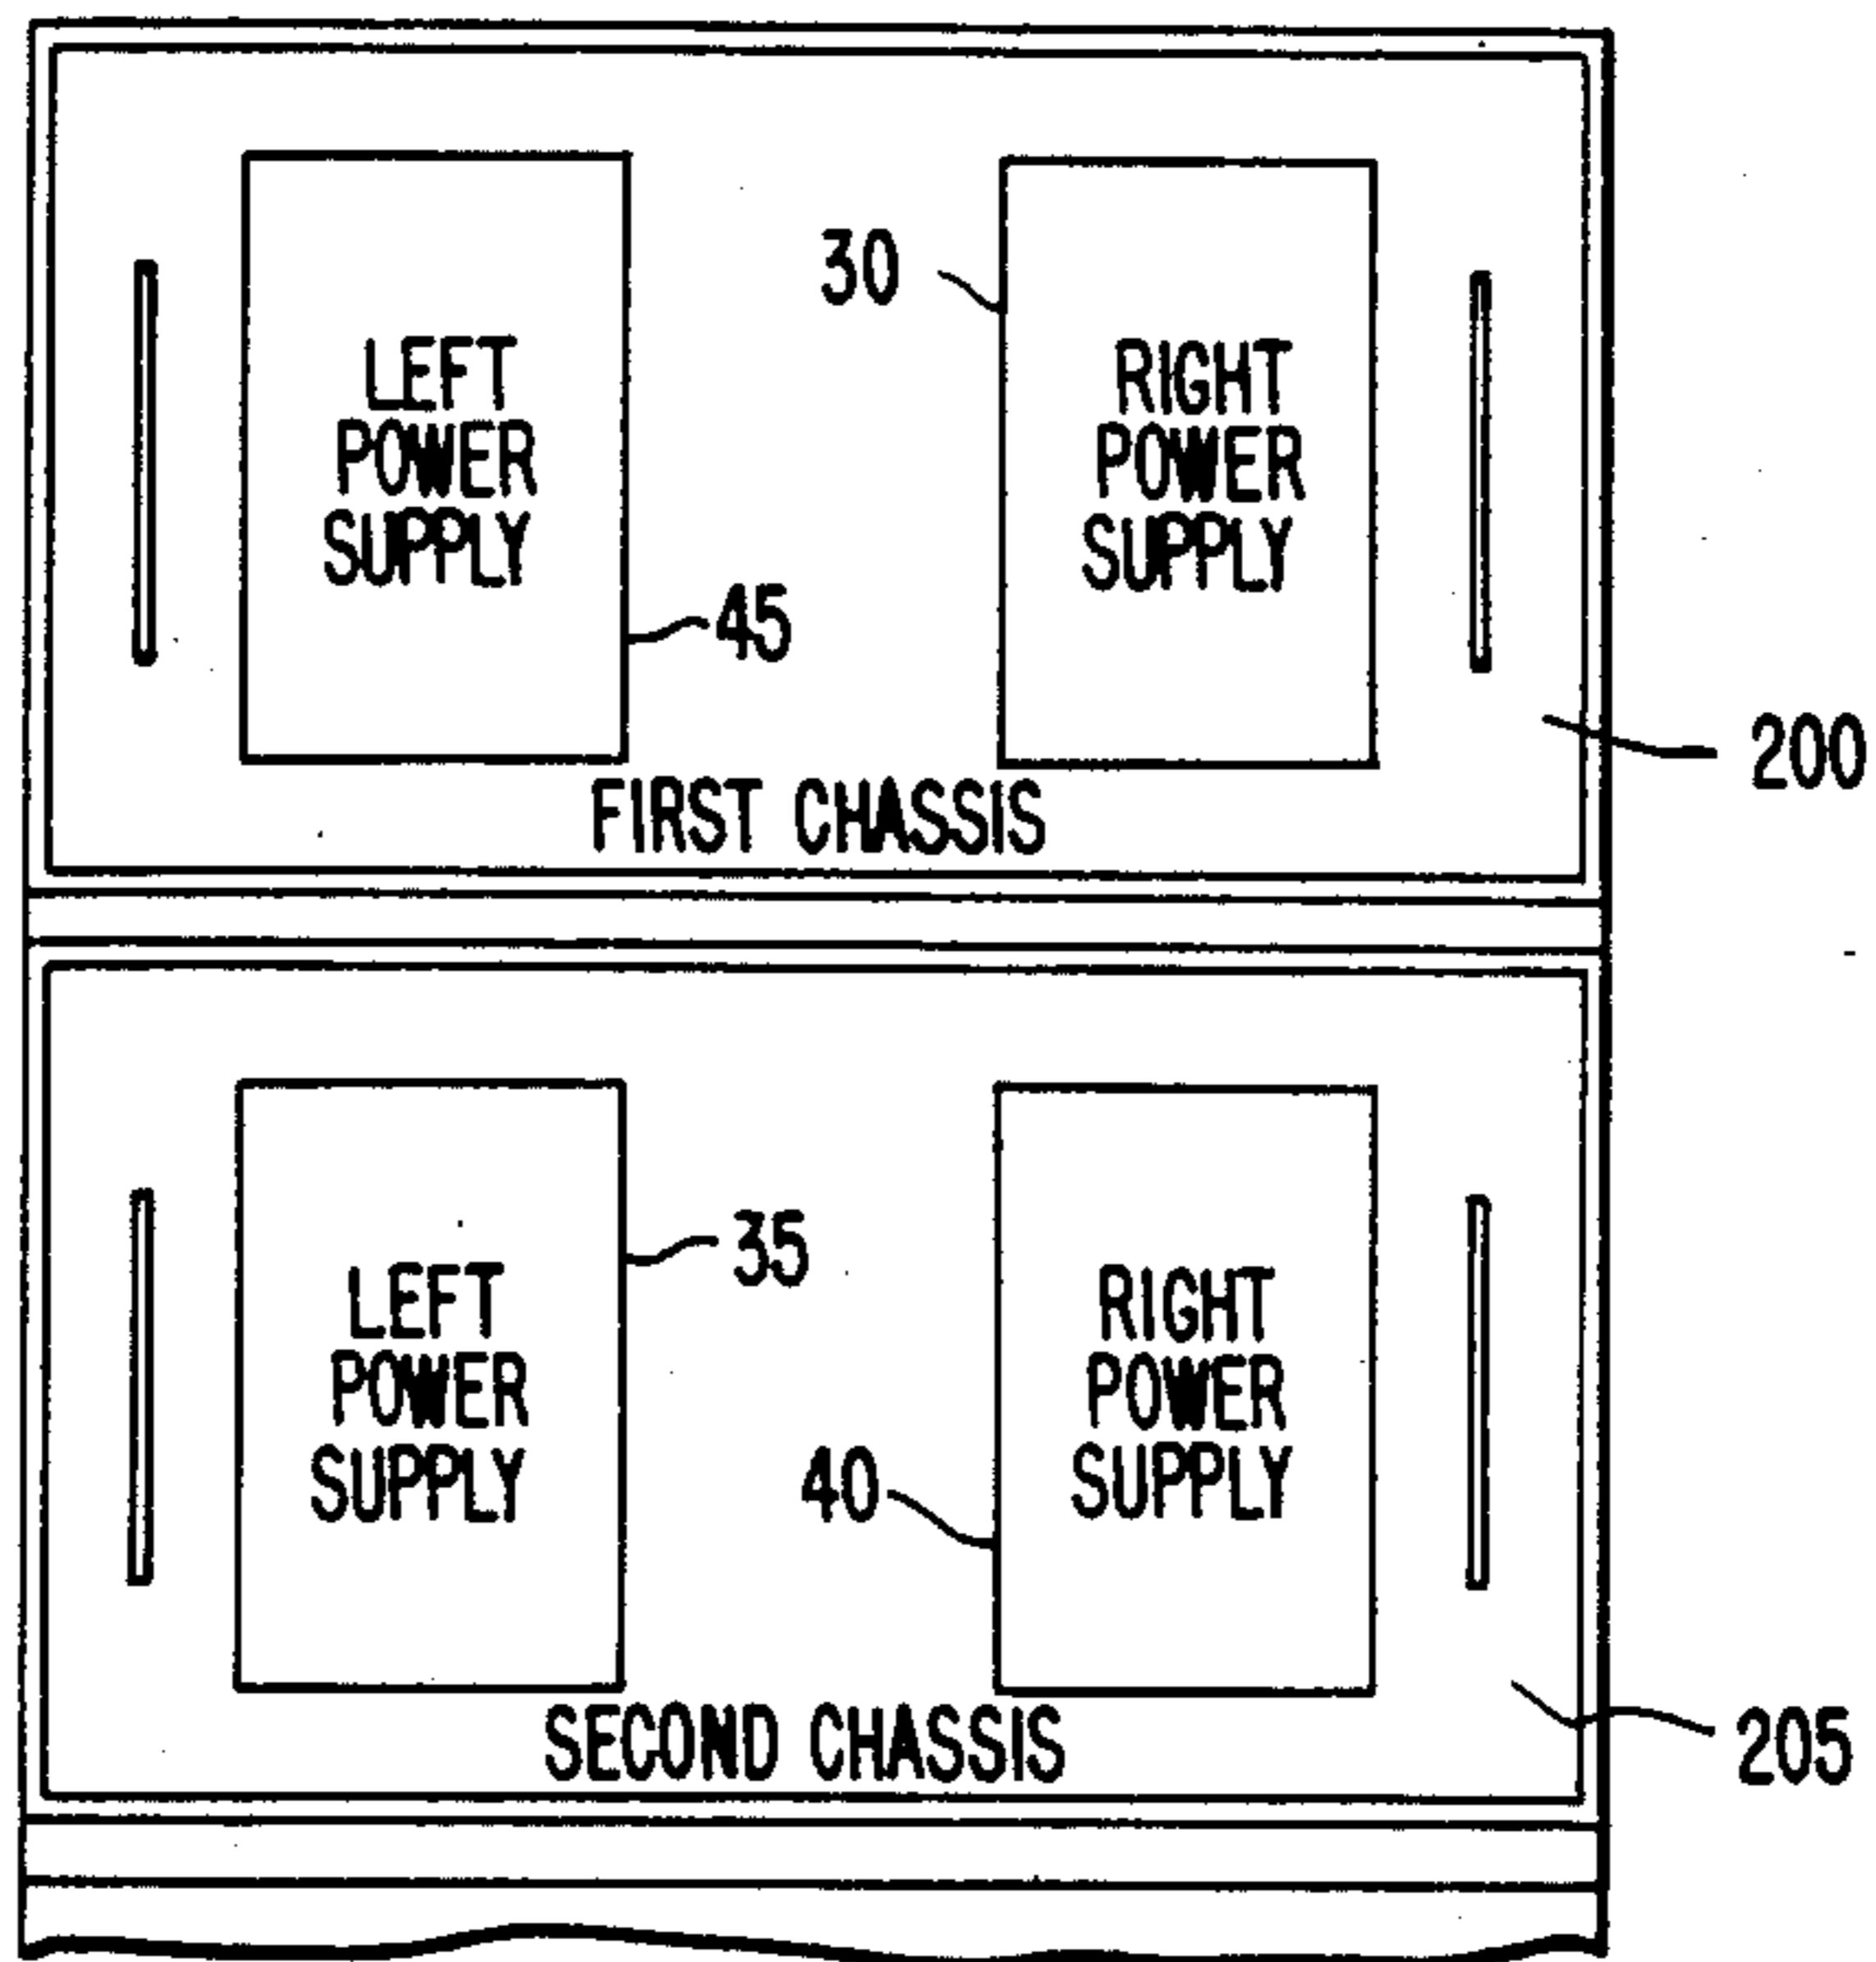 30
LEFT
POWER
SUPPLY
RIGHT
POWER
SUPPLY
45
200
FIRST CHASSIS
35
LEFT
POWER
SUPPLY
RIGHT
POWER
SUPPLY
40
SECOND CHASSIS
205